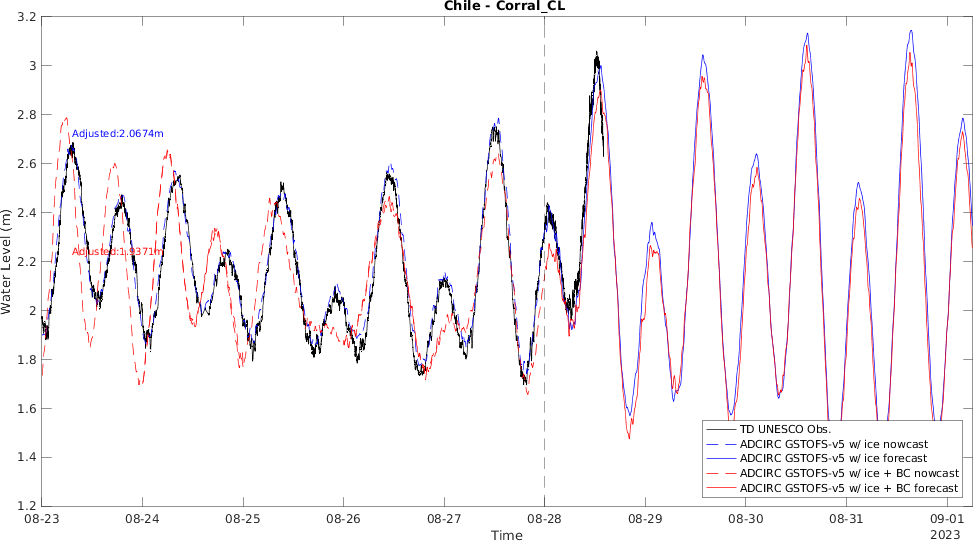 Chile - Corral_CL
3.2
3
2.8
2.6
2.4
2.2
2
1.8
1.6
1.4
1.2
Water Level (m)
Adjusted:2.0674m
Adjusted:1.9371m
TD UNESCO Obs.
ADCIRC GSTOFS-v5 w/ ice nowcast
ADCIRC GSTOFS-v5 w/ ice forecast
ADCIRC GSTOFS-v5 w/ ice + BC nowcast
ADCIRC GSTOFS-v5 w/ ice + BC forecast
08-23 08-24 08-25 08-26 08-27 08-28 08-29 08-30 08-31 09-01
2023
Time